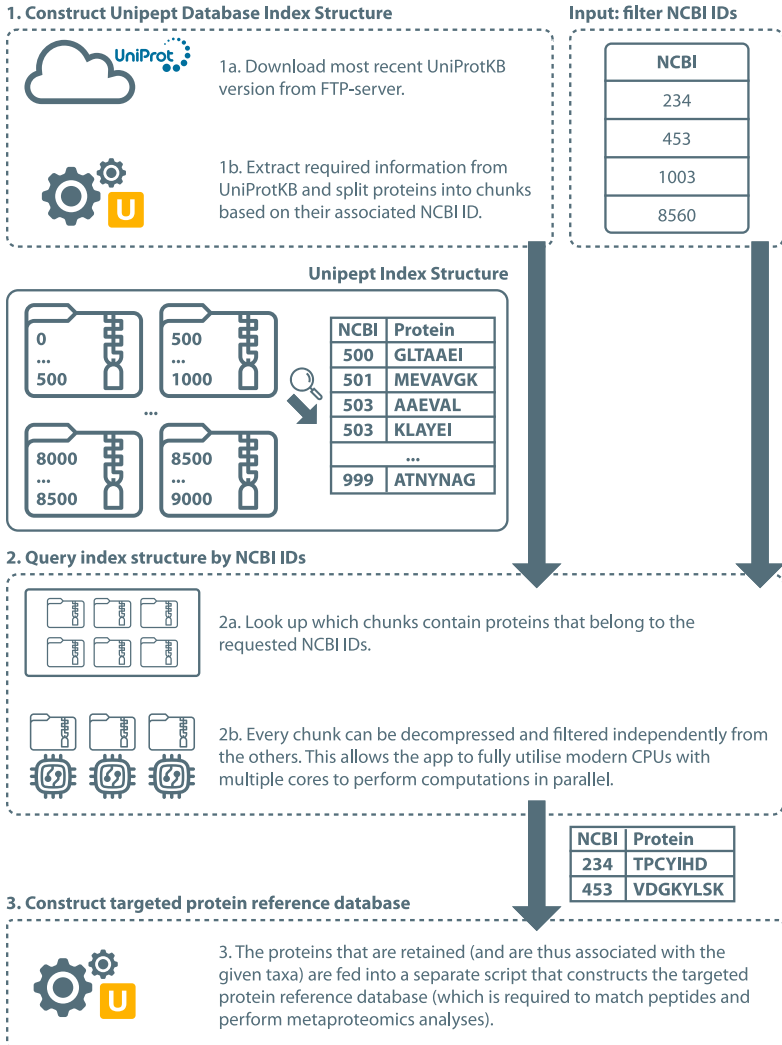 1. Construct Unipept Database Index Structure
Input: filter NCBI IDs
UniProt
1a. Download most recent UniProtKB
version from FTP-server.
1b. Extract required information from
UniProtKB and split proteins into chunks
based on their associated NCBI ID.
U
NCBI
234
453
1003
8560
Unipept Index Structure
0
...
500
500
...
1000
...
8000
...
8500
8500
...
9000
NCBI Protein
500 GLTAAEI
501 MEVAVGK
503 AAEVAL
503 KLAYEI
...
999 ATNYNAG
2. Query index structure by NCBI IDs
2a. Look up which chunks contain proteins that belong to the
requested NCBI IDs.
2b. Every chunk can be decompressed and filtered independently from
the others. This allows the app to fully utilise modern CPUs with
multiple cores to perform computations in parallel.
NCBI Protein
234 TPCYIHD
453 VDGKYLSK
3. Construct targeted protein reference database
U
3. The proteins that are retained (and are thus associated with the
given taxa) are fed into a separate script that constructs the targeted
protein reference database (which is required to match peptides and
perform metaproteomics analyses).